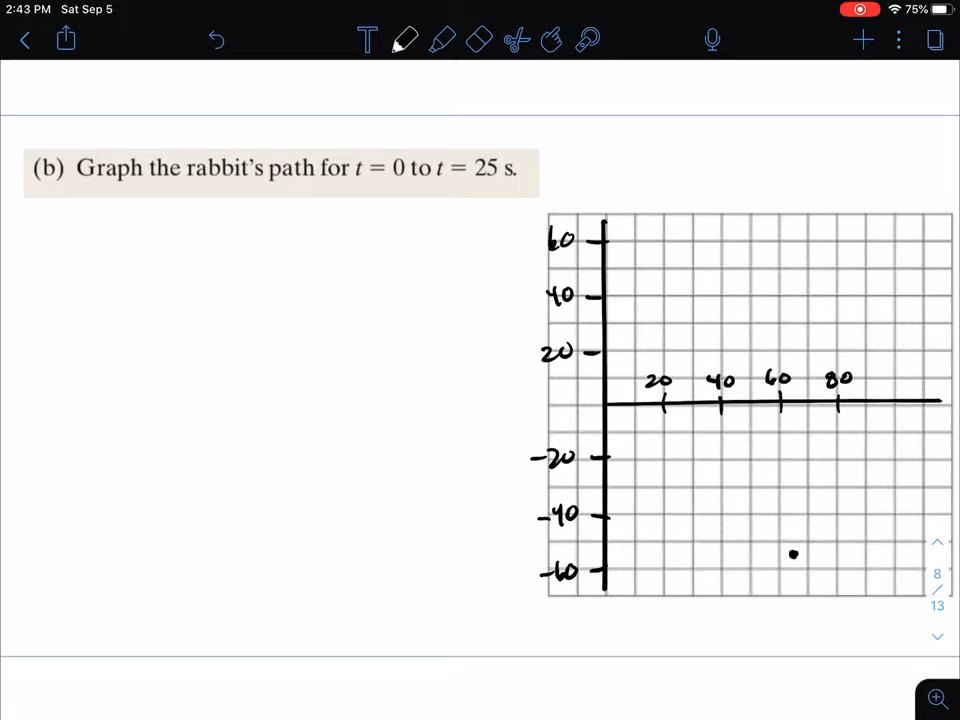 2:43 PM Sat Sep 5
75%
T
(b) Graph the rabbit's path for t = 0 to t = 25 s.
60
40
20
20 40 60 80
-20
-40
-60
8
/
13